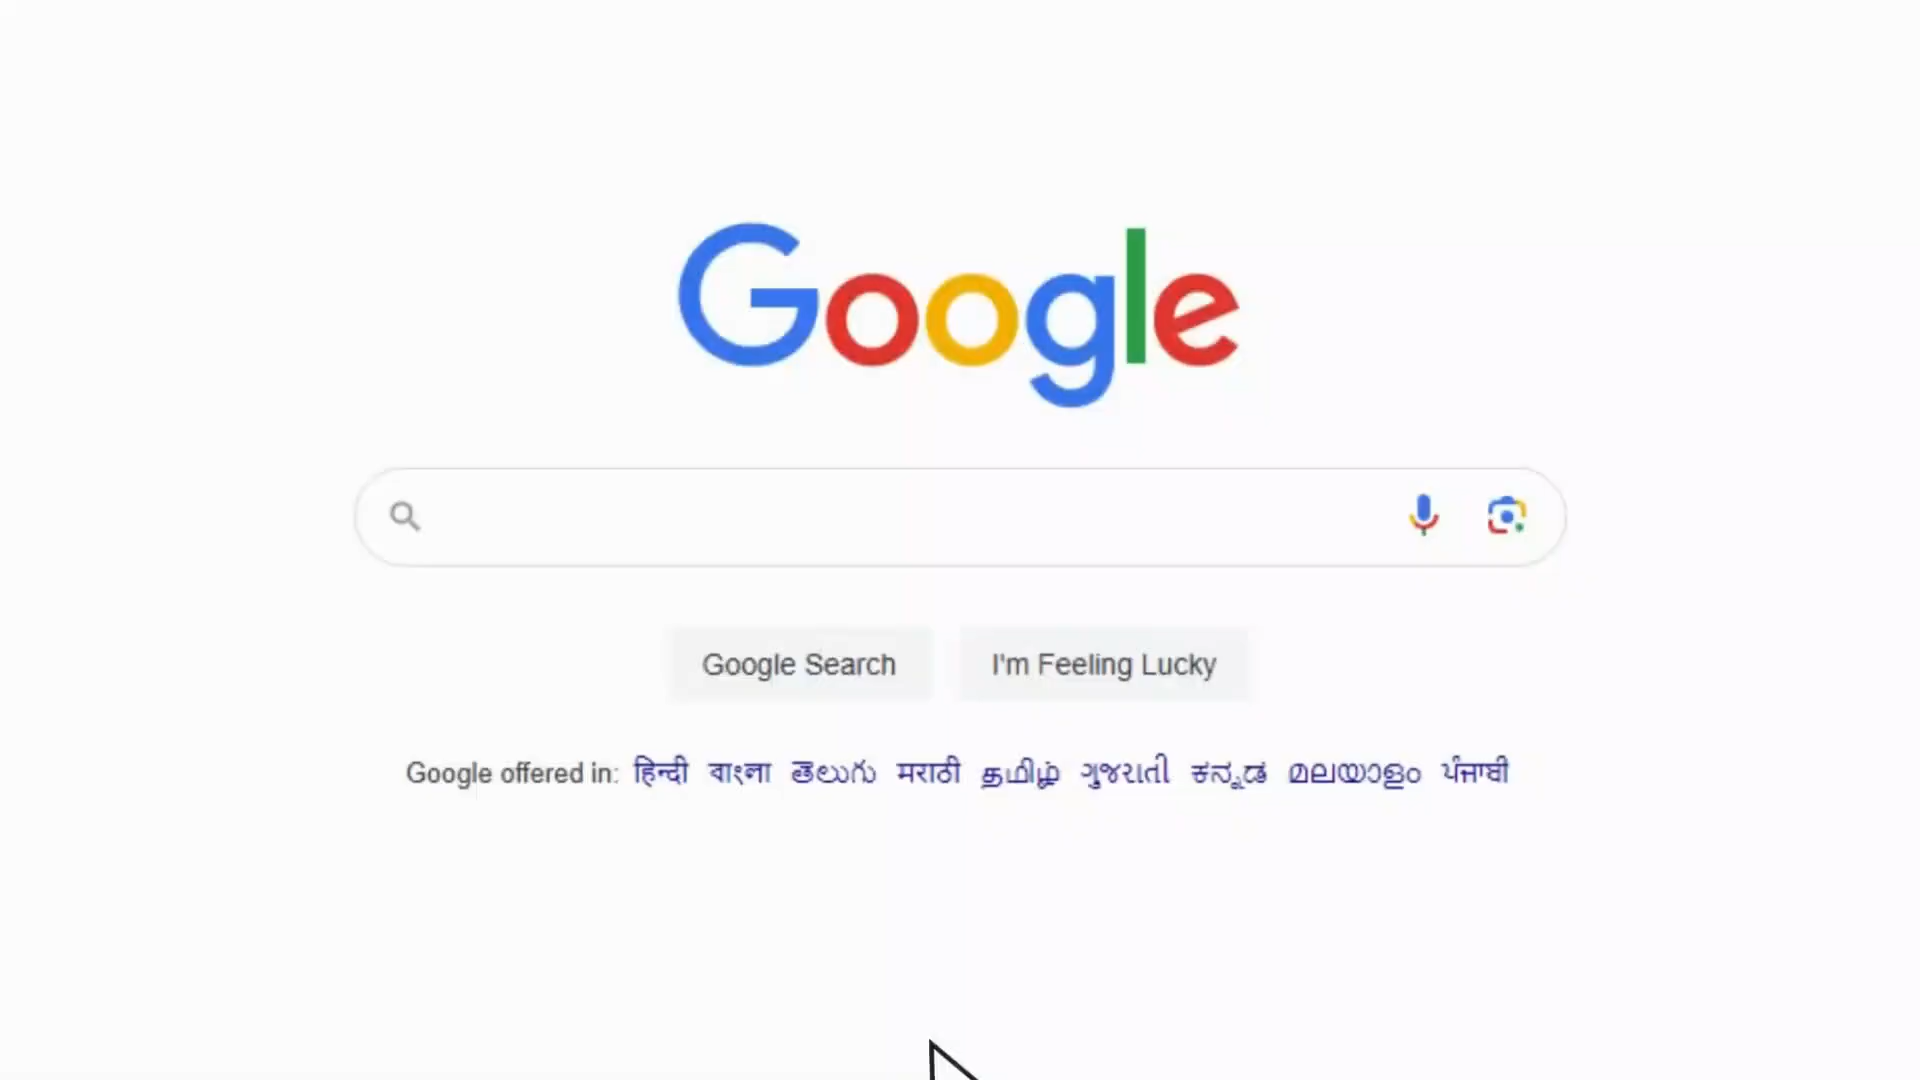 Google
Google Search I'm Feeling Lucky
Google offered in: हिन्दी বাংলা తెలుగు मराठी தமிழ் ગુજરાતી ಕನ್ನಡ മലയാളം ਪੰਜਾਬੀ